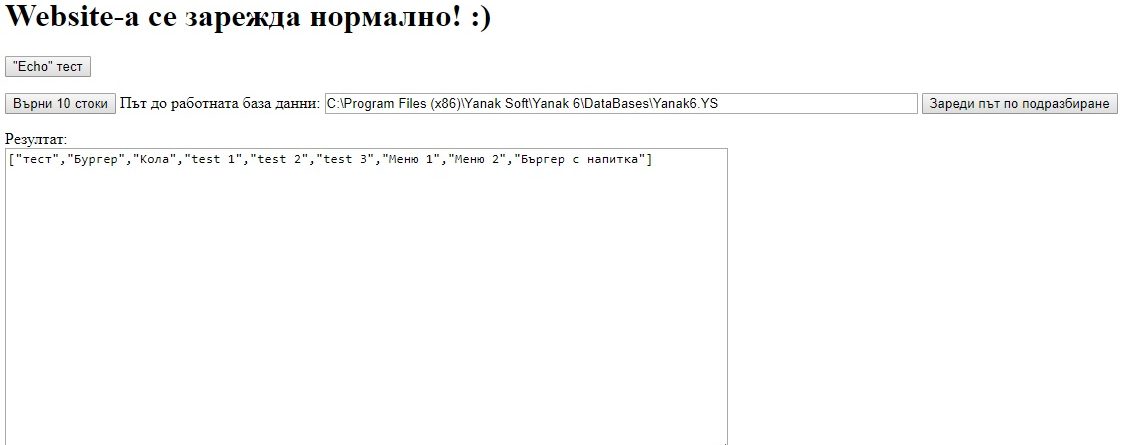 Website-а се зарежда нормално! :)
"Echo" тест
Върни 10 стоки Път до работната база данни: C:\Program Files (x86)\Yanak Soft\Yanak 6\DataBases\Yanak6.YS Зареди път по подразбиране
Резултат:
["тест","Бургер","Кола","test 1","test 2","test 3","Меню 1","Меню 2","Бъргер с напитка"]